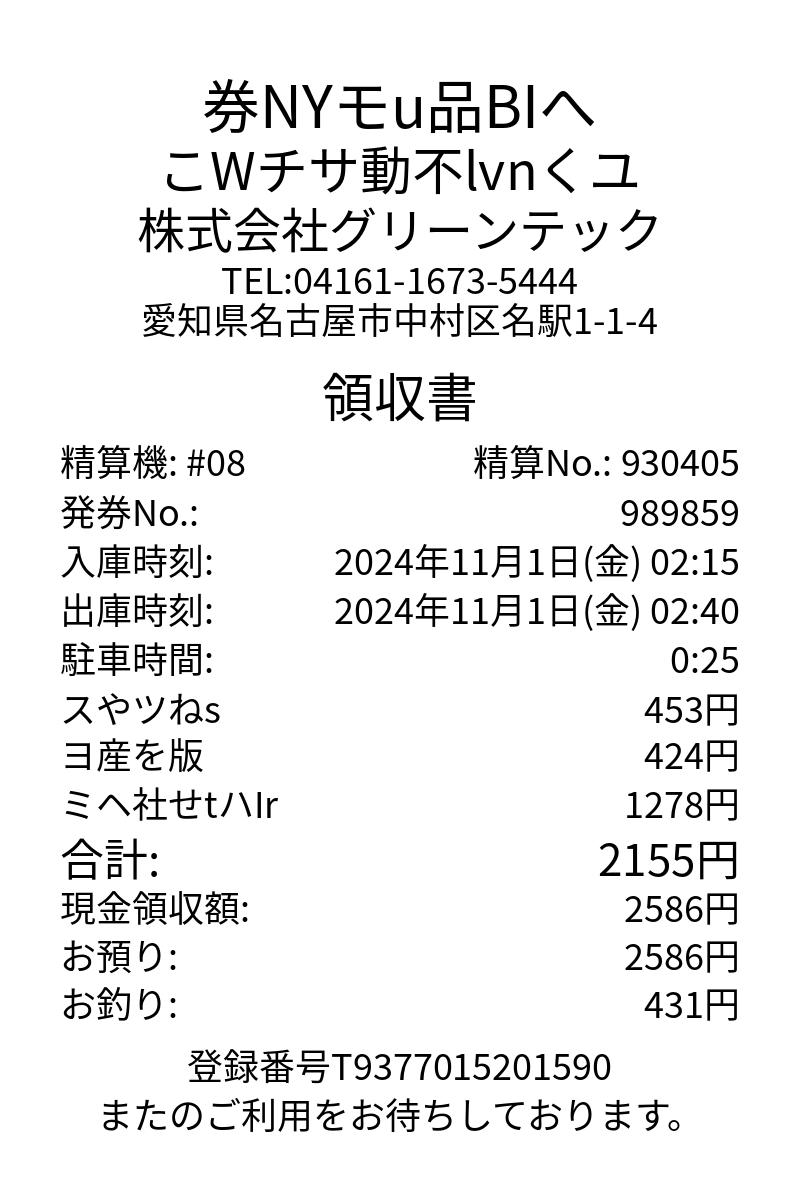 券NYモu品BIへ
こWチサ動不lvnくユ
株式会社グリーンテック
TEL:04161-1673-5444
愛知県名古屋市中村区名駅1-1-4
領収書
精算機: #08 精算No.: 930405
発券No.: 989859
入庫時刻: 2024年11月1日(金) 02:15
出庫時刻: 2024年11月1日(金) 02:40
駐車時間: 0:25
スやツねs 453円
ヨ産を版 424円
ミヘ社せtハIr 1278円
合計: 2155円
現金領収額: 2586円
お預り: 2586円
お釣り: 431円
登録番号T9377015201590
またのご利用をお待ちしております。